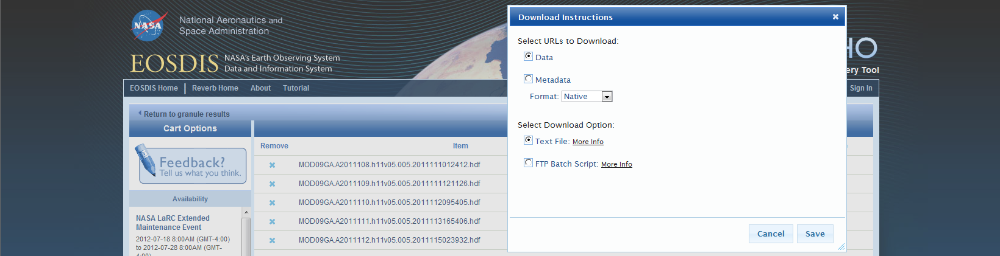 NASA
National Aeronautics and
Space Administration
EOSDIS
NASA's Earth Observing System
Data and Information System
HO
ery Tool
EOSDIS Home
Reverb Home
About
Tutorial
Sign In
Return to granule results
Cart Options
Feedback?
Tell us what you think.
Availability
NASA LaRC Extended
Maintenance Event
2012-07-18 8:00AM (GMT-4:00)
to 2012-07-28 8:00AM (GMT-
4:00)
Remove
Item
MOD09GA.A2011108.h11v05.005.2011111012412.hdf
MOD09GA.A2011109.h11v05.005.2011111121126.hdf
MOD09GA.A2011110.h11v05.005.2011112095405.hdf
MOD09GA.A2011111.h11v05.005.2011113165406.hdf
MOD09GA.A2011112.h11v05.005.2011115023932.hdf
Download Instructions
Select URLs to Download:
Data
Metadata
Format: Native
Select Download Option:
Text File: More Info
FTP Batch Script: More Info
Cancel
Save